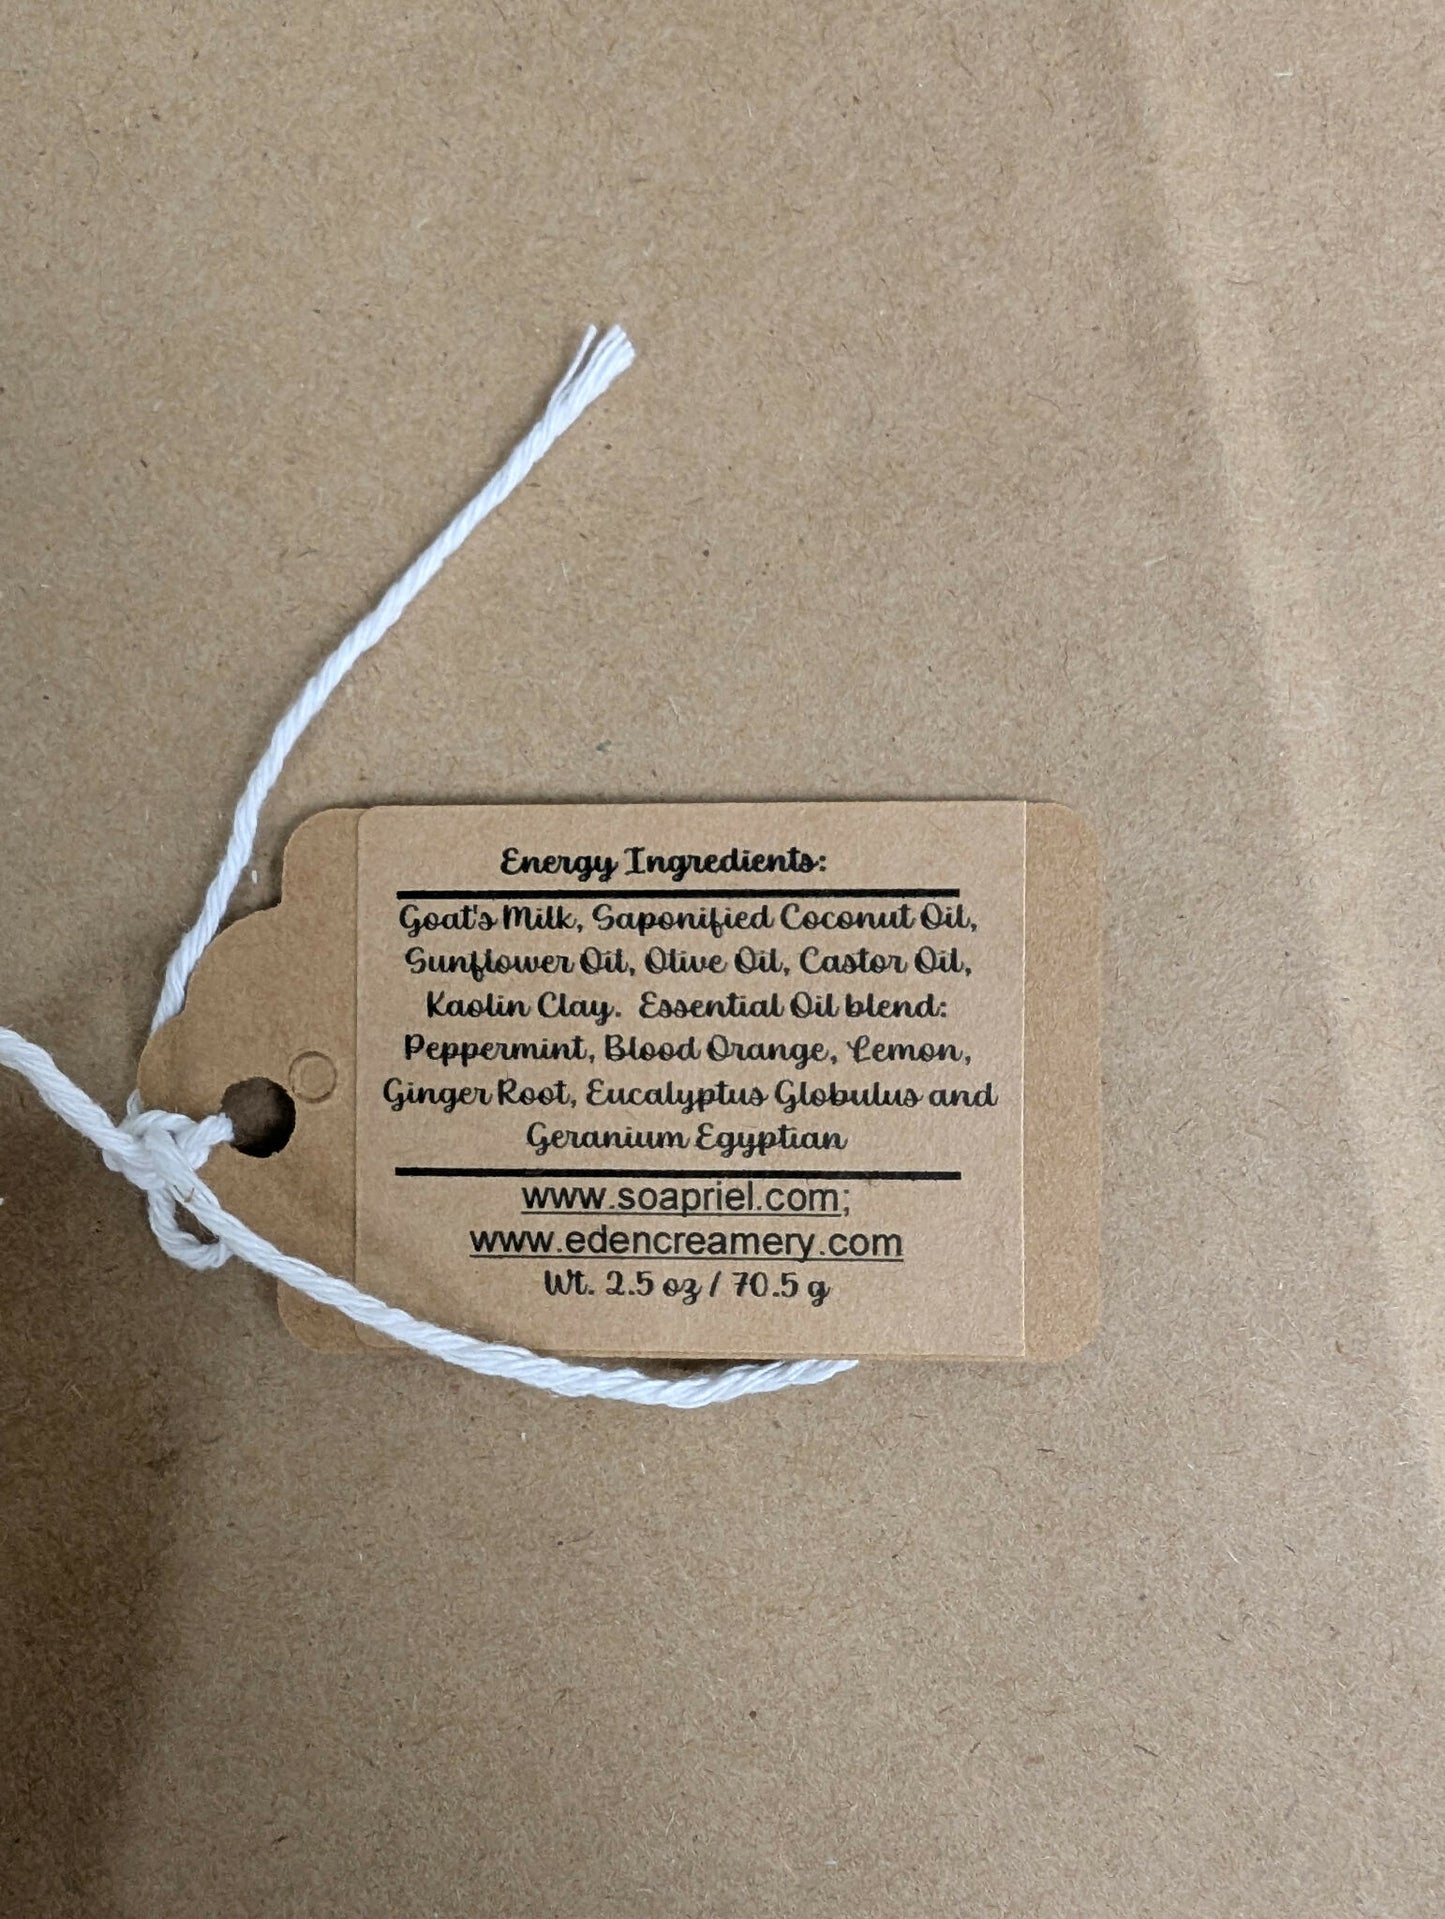 Energy Ingredients:
Goat's Milk, Saponified Coconut Oil,
Sunflower Oil, Olive Oil, Castor Oil,
Kaolin Clay. Essential Oil blend:
Peppermint, Blood Orange, Lemon,
Ginger Root, Eucalyptus Globulus and
Geranium Egyptian
www.soapriel.com;
www.edencreamery.com
Wt. 2.5 oz / 70.5 g